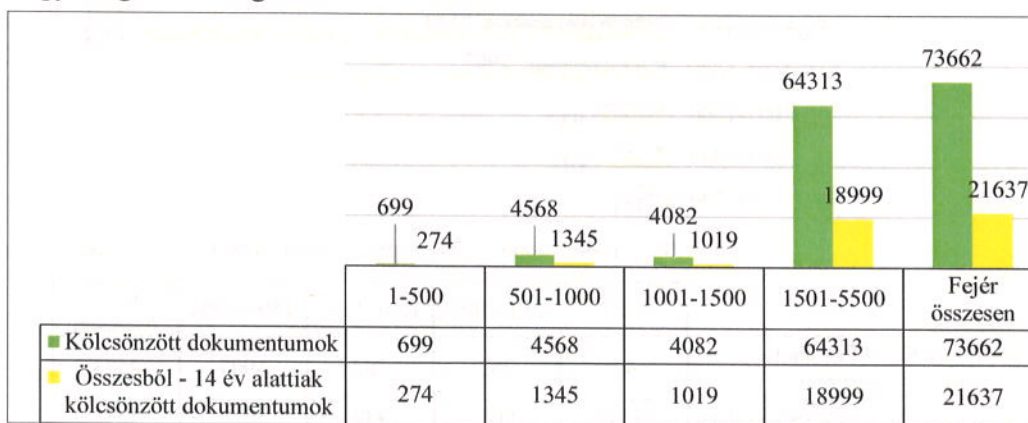 73662
64313
18999
21637
699
274
4568
1345
4082
1019
1-500 501-1000 1001-1500 1501-5500 Fejér
összesen
Kölcsönzött dokumentumok 699 4568 4082 64313 73662
Összesből - 14 év alattiak
kölcsönzött dokumentumok 274 1345 1019 18999 21637